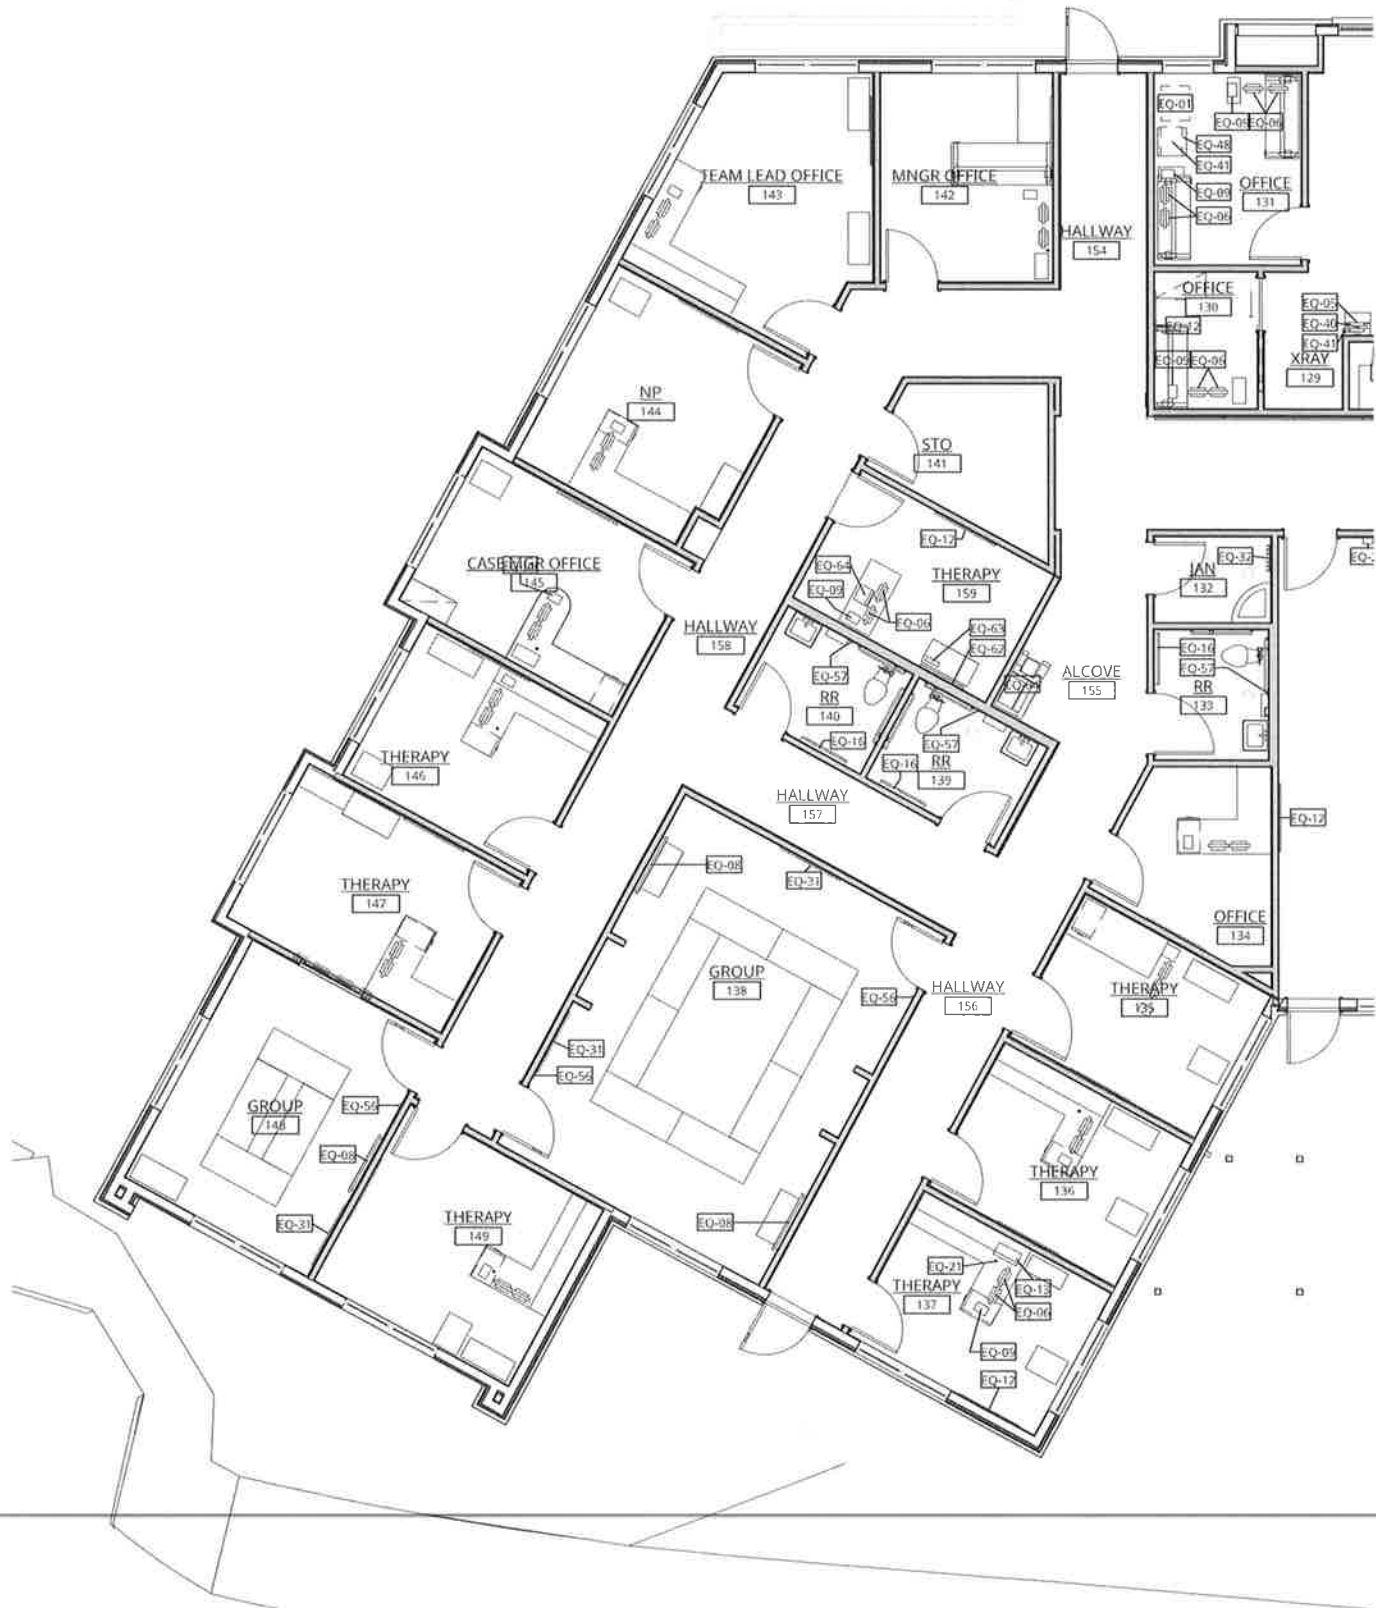 TEAM LEAD OFFICE
143
MNGR OFFICE
142
HALLWAY
154
EQ-01
EQ-09
EQ-06
EQ-48
EQ-41
EQ-09
EQ-06
OFFICE
131
OFFICE
130
EQ-12
EQ-09
EQ-06
EQ-05
EQ-40
EQ-41
XRAY
129
NP
144
STO
141
CASE MGR OFFICE
145
EQ-12
EQ-64
EQ-09
EQ-06
THERAPY
159
EQ-63
EQ-62
EQ-32
JAN
132
EQ-16
EQ-57
RR
133
HALLWAY
158
EQ-57
RR
140
EQ-16
EQ-57
EQ-16
RR
139
ALCOVE
155
THERAPY
146
HALLWAY
157
EQ-12
THERAPY
147
EQ-08
EQ-31
OFFICE
134
GROUP
138
EQ-56
HALLWAY
156
THERAPY
135
EQ-31
EQ-56
GROUP
148
EQ-56
EQ-08
EQ-31
THERAPY
149
EQ-08
THERAPY
136
EQ-21
EQ-13
EQ-06
THERAPY
137
EQ-09
EQ-12